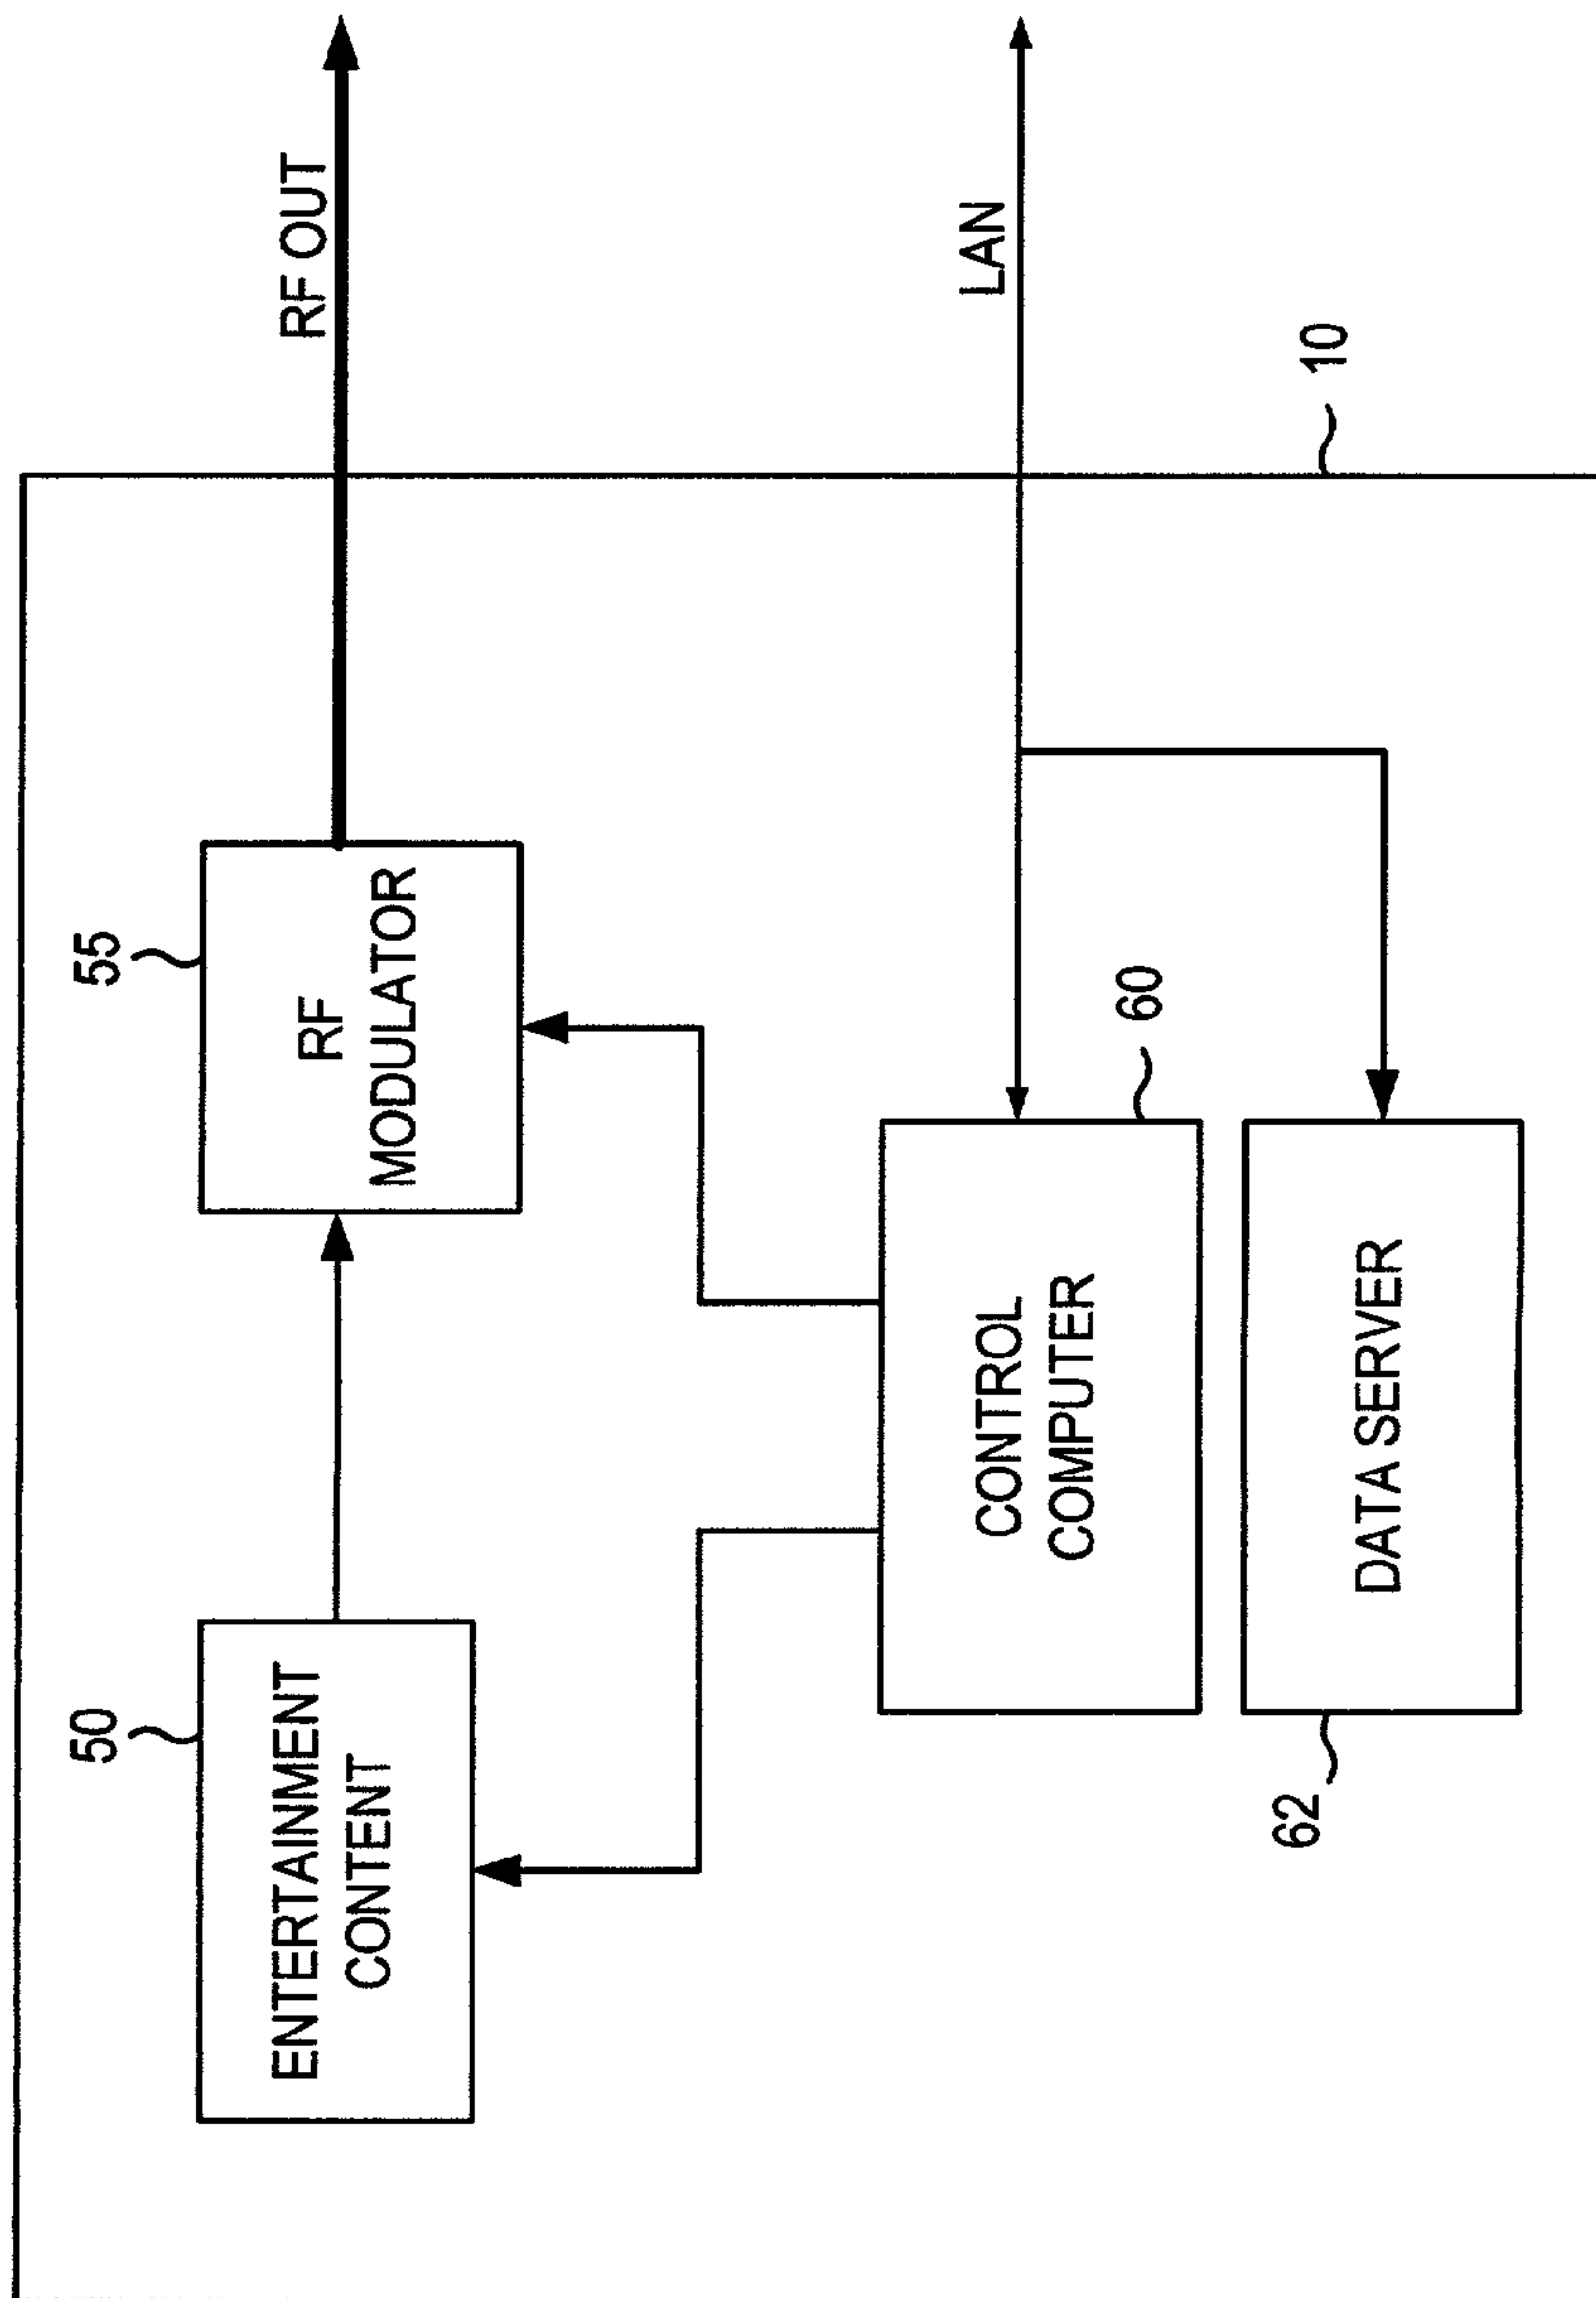 50
ENTERTAINMENT
CONTENT
55
RF
MODULATOR
RF OUT
CONTROL
COMPUTER
60
LAN
DATA SERVER
62
10